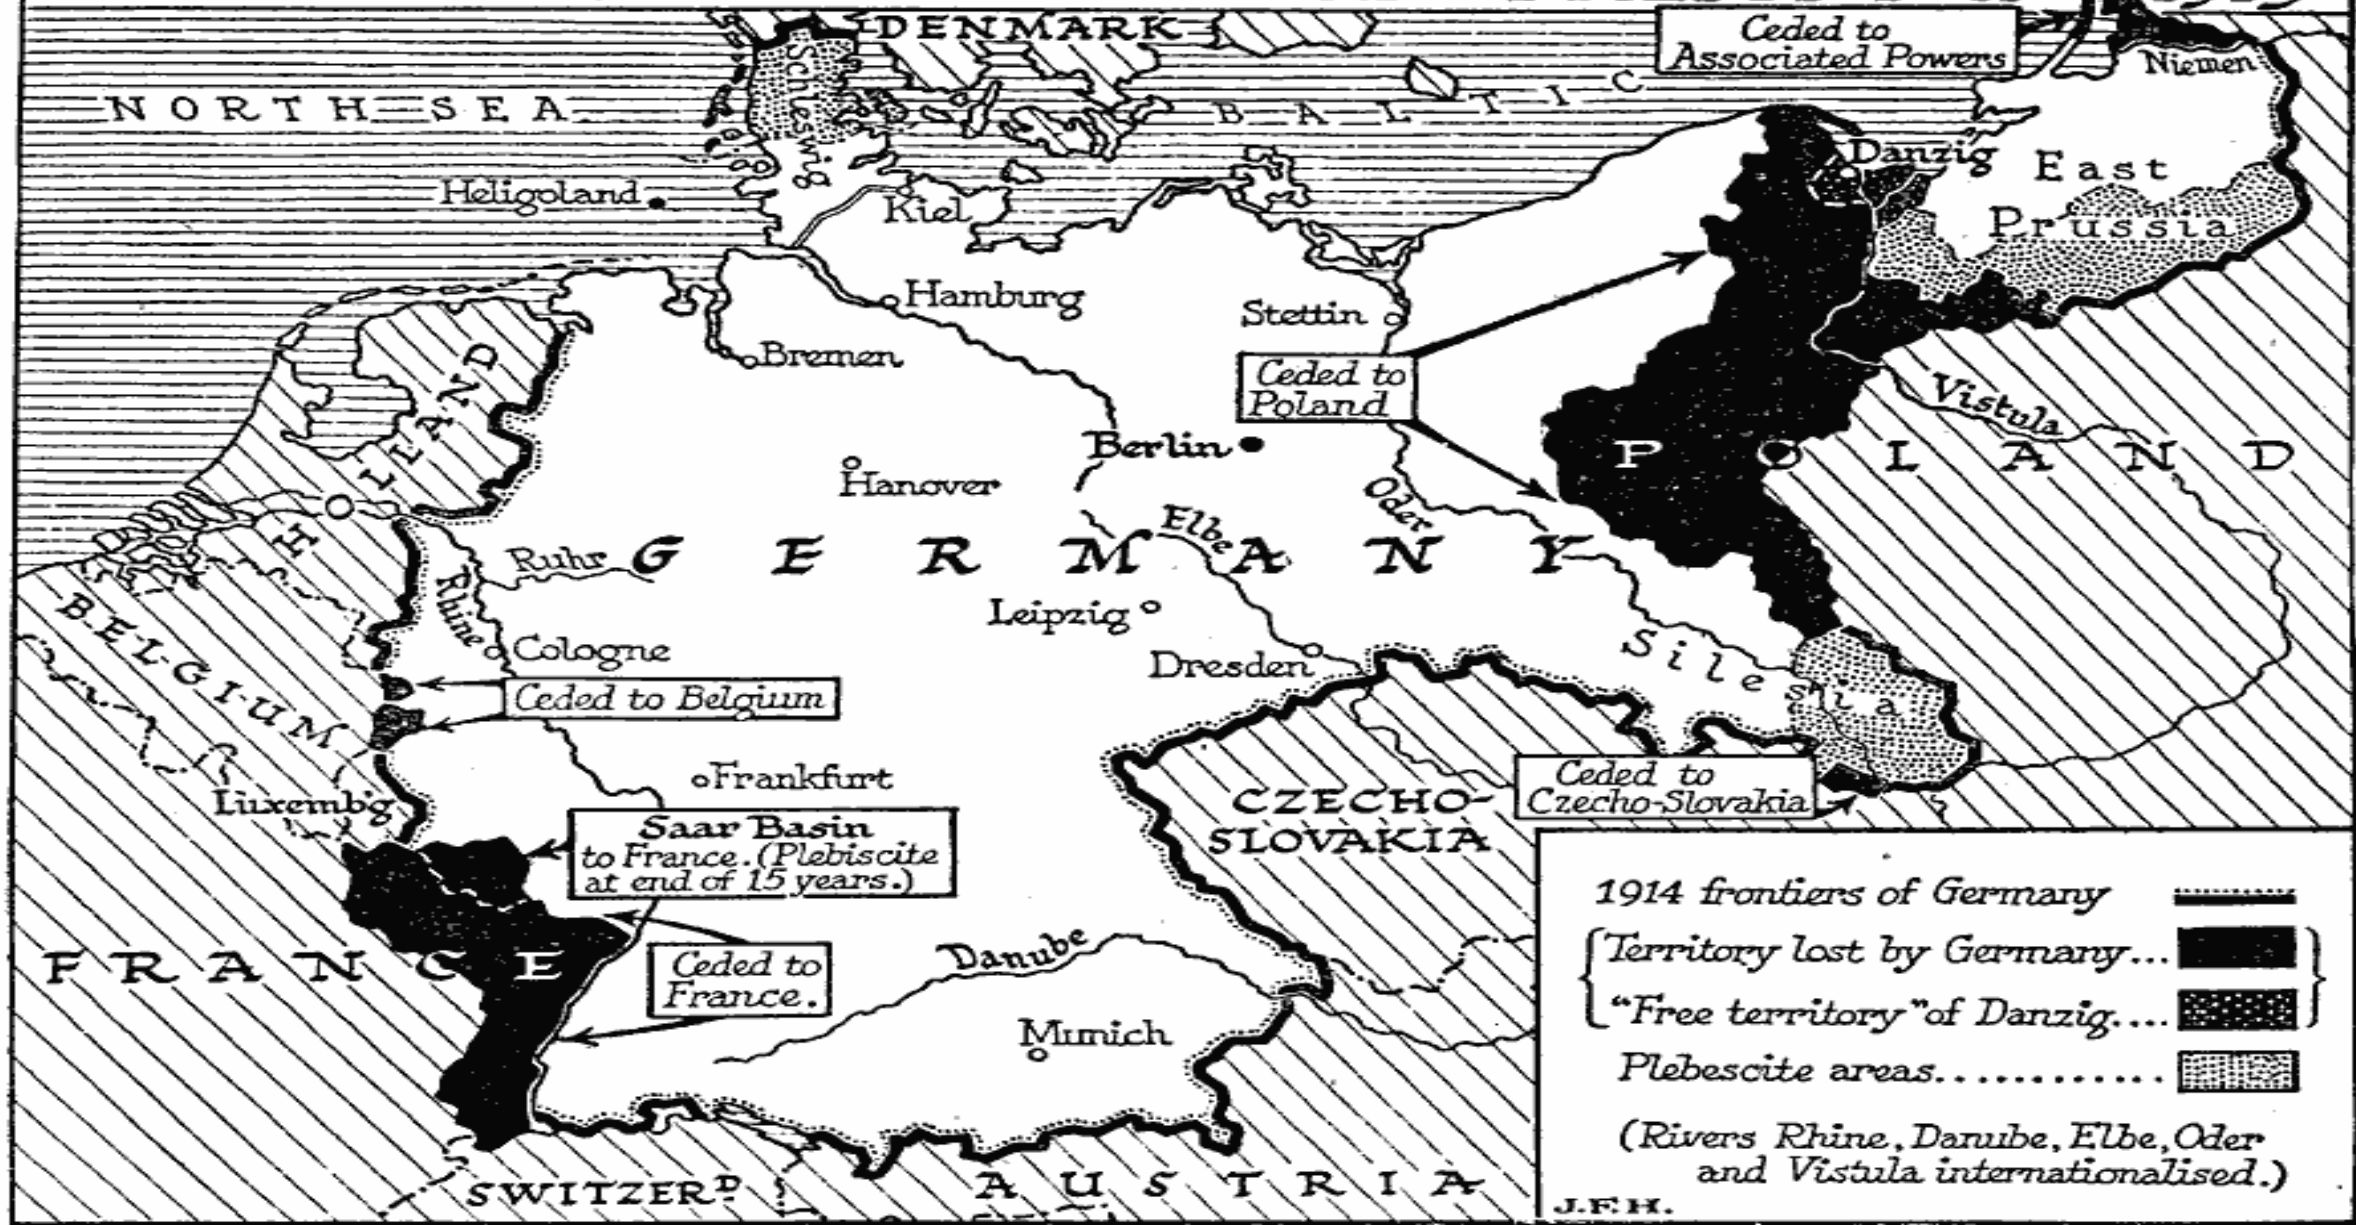 DENMARK
Ceded to
Associated Powers
Niemen
Schleswig
NORTH SEA
BALTIC
Danzig
East
Prussia
Heligoland
Kiel
Hamburg
Stettin
Bremen
Ceded to
Poland
HOLLAND
Vistula
Berlin
POLAND
Hanover
Oder
Elbe
Ruhr
GERMANY
Rhine
Leipzig
BELGIUM
Cologne
Dresden
Silesia
Ceded to Belgium
Frankfurt
Luxemb'g
Ceded to
Czecho-Slovakia
CZECHO-
SLOVAKIA
Saar Basin
to France. (Plebiscite
at end of 15 years.)
FRANCE
Ceded to
France.
Danube
Munich
SWITZERD
AUSTRIA
1914 frontiers of Germany
Territory lost by Germany...
"Free territory" of Danzig....
Plebescite areas.............
(Rivers Rhine, Danube, Elbe, Oder
and Vistula internationalised.)
J.F.H.